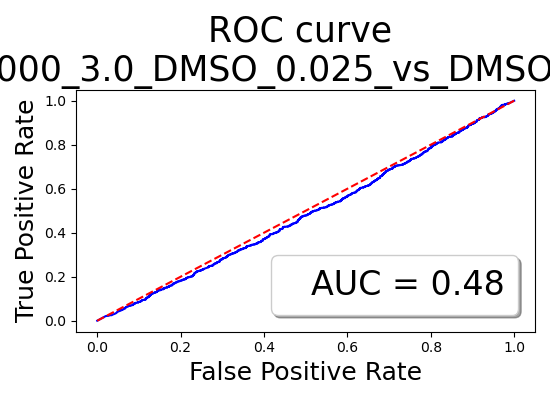 ROC curve
000_3.0_DMSO_0.025_vs_DMSO
True Positive Rate
1.0
0.8
0.6
0.4
0.2
0.0
AUC = 0.48
0.0 0.2 0.4 0.6 0.8 1.0
False Positive Rate